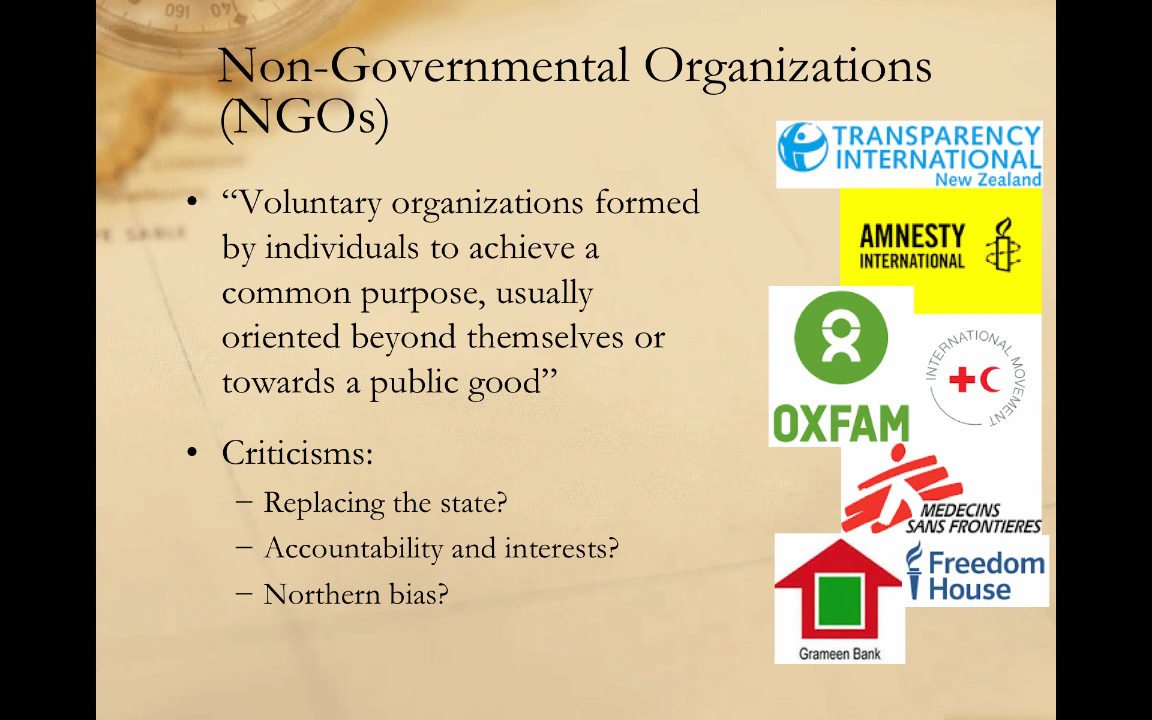 Non-Governmental Organizations
(NGOs)
• “Voluntary organizations formed
by individuals to achieve a
common purpose, usually
oriented beyond themselves or
towards a public good”
• Criticisms:
– Replacing the state?
– Accountability and interests?
– Northern bias?
TRANSPARENCY
INTERNATIONAL
New Zealand
AMNESTY
INTERNATIONAL
OXFAM
INTERNATIONAL MOVEMENT
MEDECINS
SANS FRONTIERES
Freedom
House
Grameen Bank